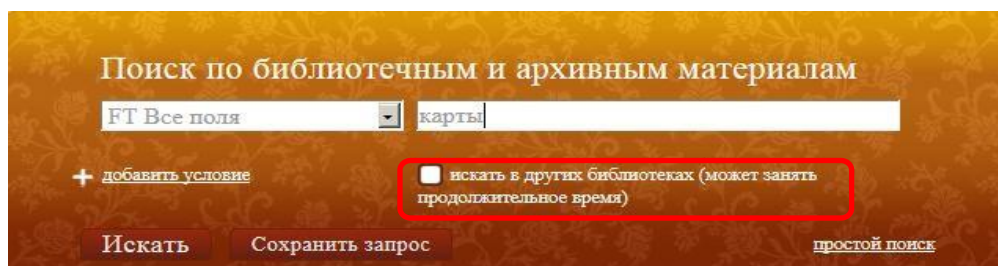 Поиск по библиотечным и архивным материалам
FT Все поля
карты
добавить условие
искать в других библиотеках (может занять
продолжительное время)
Искать
Сохранить запрос
простой поиск